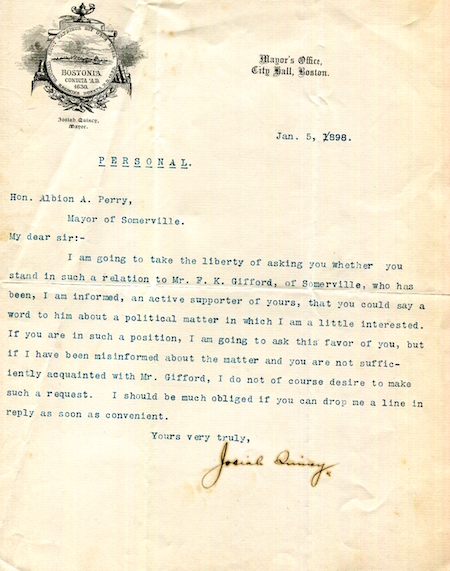 BOSTONIA
CONDITA A.D.
1630.
Josiah Quincy,
Mayor.
Mayor's Office,
City Hall, Boston.
Jan. 5, 1898.
PERSONAL.
Hon. Albion A. Perry,
Mayor of Somerville.
My dear sir:-
I am going to take the liberty of asking you whether you
stand in such a relation to Mr. F. K. Gifford, of Somerville, who has
been, I am informed, an active supporter of yours, that you could say a
word to him about a political matter in which I am a little interested.
If you are in such a position, I am going to ask this favor of you, but
if I have been misinformed about the matter and you are not suffic-
iently acquainted with Mr. Gifford, I do not of course desire to make
such a request. I should be much obliged if you can drop me a line in
reply as soon as convenient.
Yours very truly,
Josiah Quincy.